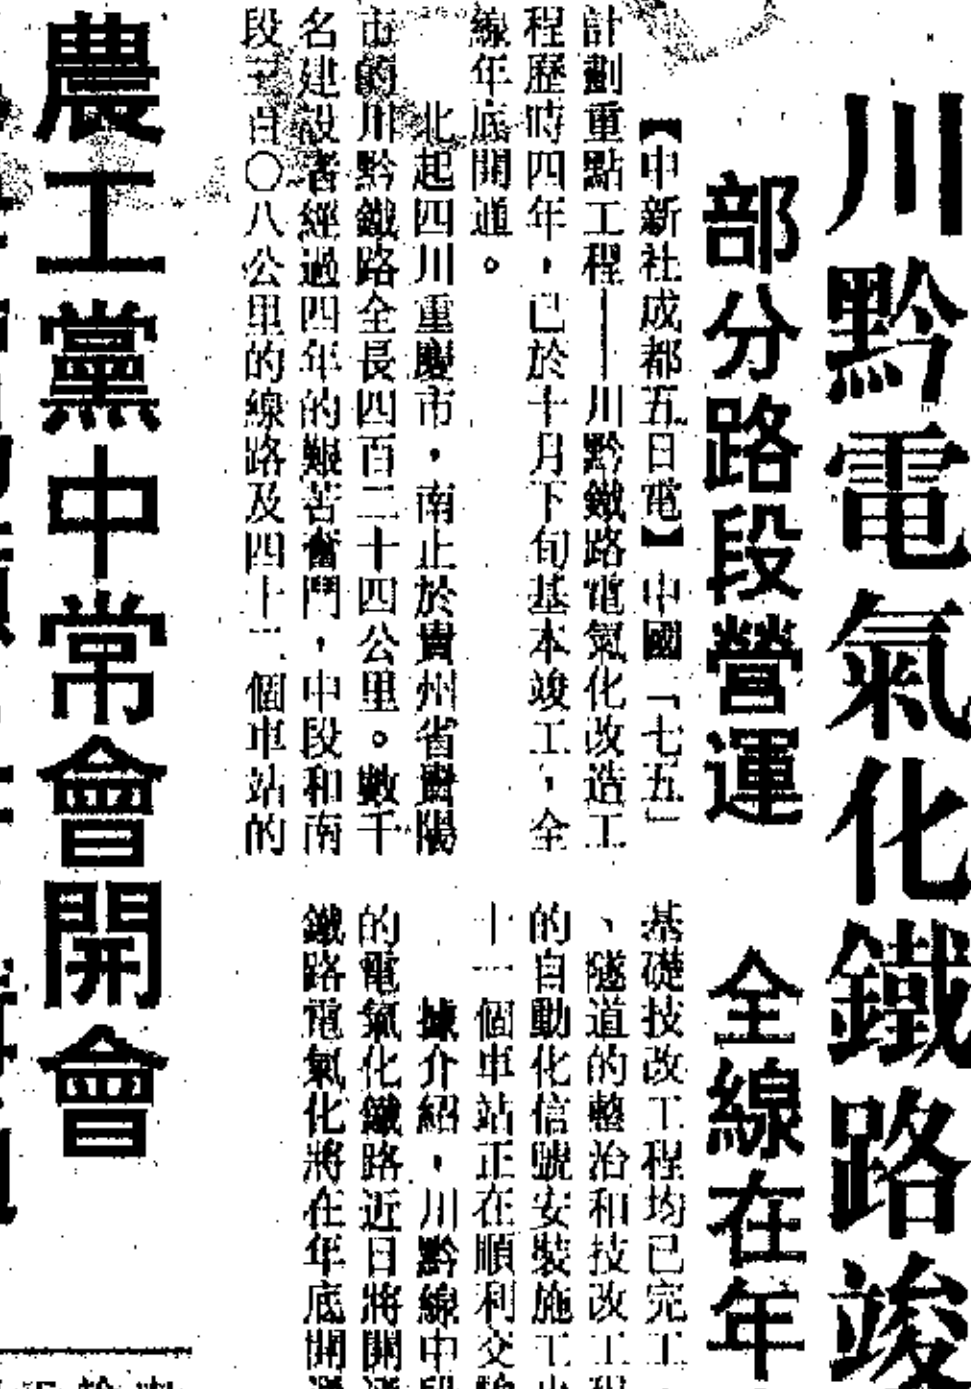 川黔電氣化鐵路竣
部分路段營運　全線在年
【中新社成都五日電】中國「七五」
計劃重點工程——川黔鐵路電氣化改造工
程歷時四年，已於十月下旬基本竣工，全
線年底開通。
北起四川重慶市，南止於貴州省貴陽
市的川黔鐵路全長四百二十四公里。數千
名建設者經過四年的艱苦奮鬥，中段和南
段三百〇八公里的線路及四十一個車站的
基礎技改工程均已完工
、隧道的整治和技改工程
的自動化信號安裝施工
十一個車站正在順利交驗
據介紹，川黔線中段
的電氣化鐵路近日將開通
鐵路電氣化將在年底開通
農工黨中常會開會